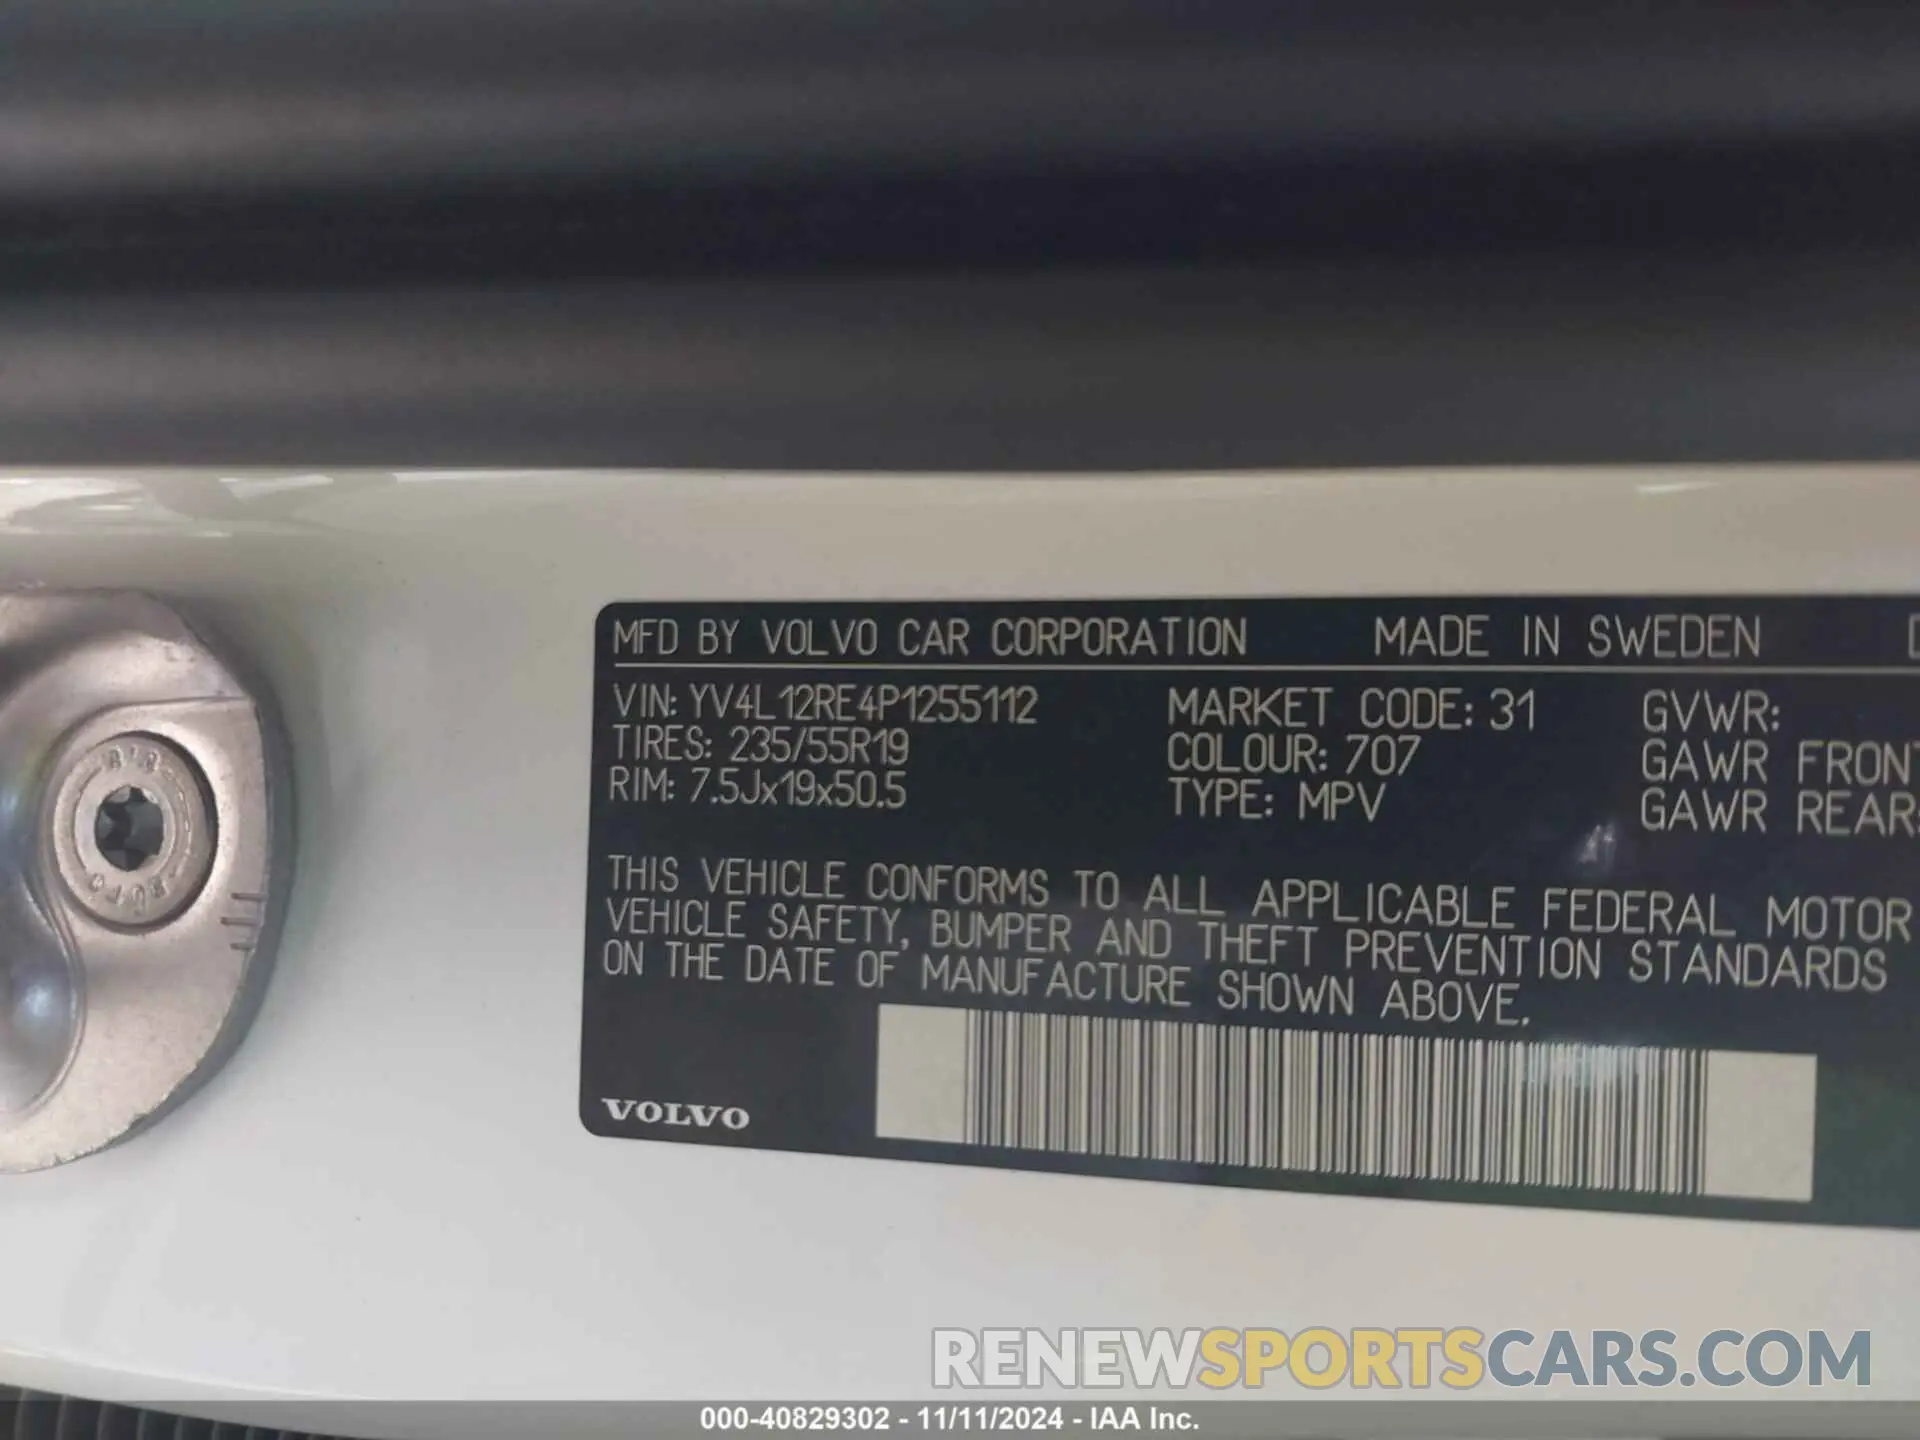 MFD BY VOLVO CAR CORPORATION MADE IN SWEDEN
VIN: YV4L12RE4P1255112 MARKET CODE: 31 GVWR:
TIRES: 235/55R19 COLOUR: 707 GAWR FRONT
RIM: 7.5Jx19x50.5 TYPE: MPV GAWR REAR:
THIS VEHICLE CONFORMS TO ALL APPLICABLE FEDERAL MOTOR
VEHICLE SAFETY, BUMPER AND THEFT PREVENTION STANDARDS
ON THE DATE OF MANUFACTURE SHOWN ABOVE.
VOLVO
RENEWSPORTSCARS.COM
000-40829302 - 11/11/2024 - IAA Inc.